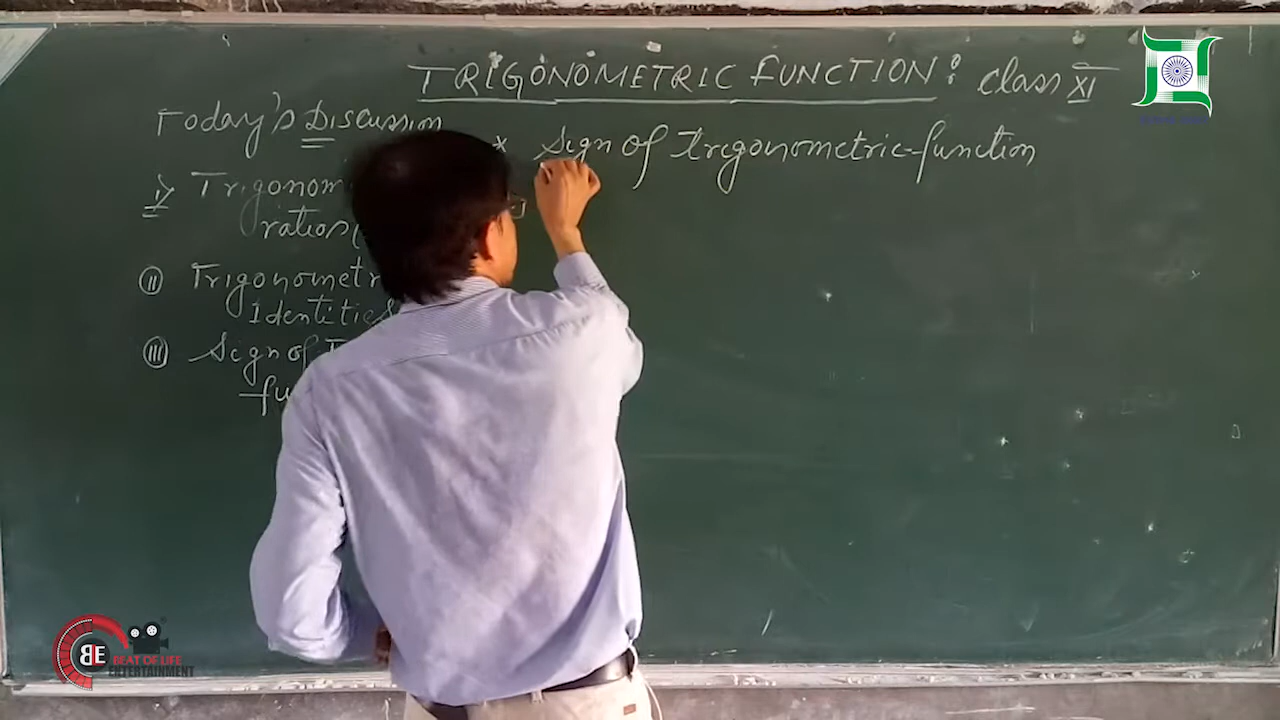 TRIGONOMETRIC FUNCTION: class XI
Today's Discussion
* Sign of Trigonometric function
i) Trigonom
ratios(
ii) Trigonometr
Identities
iii) Sign of T
fu
BLE
BEAT OF LIFE
ENTERTAINMENT